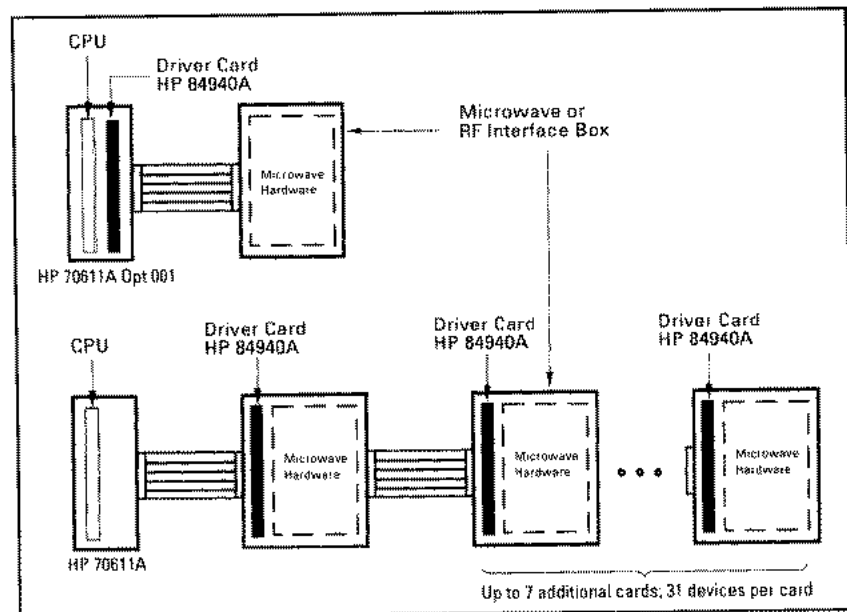 CPU
Driver Card
HP 84940A
Microwave or
RF Interface Box
Microwave
Hardware
HP 70611A Opt 001
Driver Card
HP 84940A
Driver Card
HP 84940A
Driver Card
HP 84940A
CPU
Microwave
Hardware
Microwave
Hardware
Microwave
Hardware
HP 70611A
Up to 7 additional cards; 31 devices per card